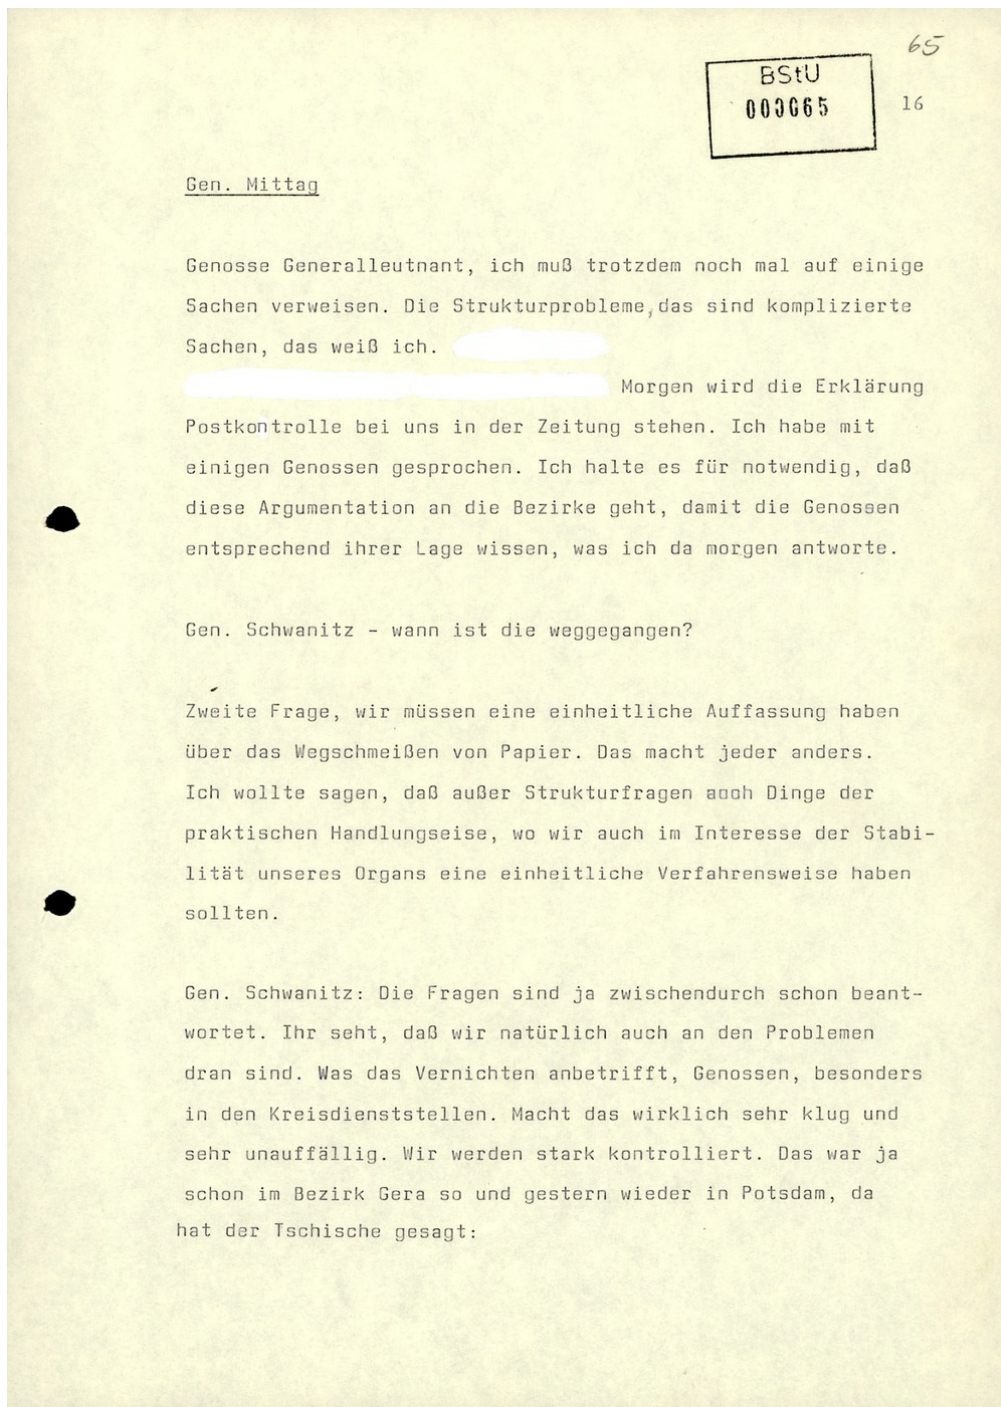 65
BStU
000065
16
Gen. Mittag
Genosse Generalleutnant, ich muß trotzdem noch mal auf einige
Sachen verweisen. Die Strukturprobleme, das sind komplizierte
Sachen, das weiß ich.
Morgen wird die Erklärung
Postkontrolle bei uns in der Zeitung stehen. Ich habe mit
einigen Genossen gesprochen. Ich halte es für notwendig, daß
diese Argumentation an die Bezirke geht, damit die Genossen
entsprechend ihrer Lage wissen, was ich da morgen antworte.
Gen. Schwanitz - wann ist die weggegangen?
Zweite Frage, wir müssen eine einheitliche Auffassung haben
über das Wegschmeißen von Papier. Das macht jeder anders.
Ich wollte sagen, daß außer Strukturfragen Dinge der
praktischen Handlungseise, wo wir auch im Interesse der Stabi-
lität unseres Organs eine einheitliche Verfahrensweise haben
sollten.
Gen. Schwanitz: Die Fragen sind ja zwischendurch schon beant-
wortet. Ihr seht, daß wir natürlich auch an den Problemen
dran sind. Was das Vernichten anbetrifft, Genossen, besonders
in den Kreisdienststellen. Macht das wirklich sehr klug und
sehr unauffällig. Wir werden stark kontrolliert. Das war ja
schon im Bezirk Gera so und gestern wieder in Potsdam, da
hat der Tschische gesagt: